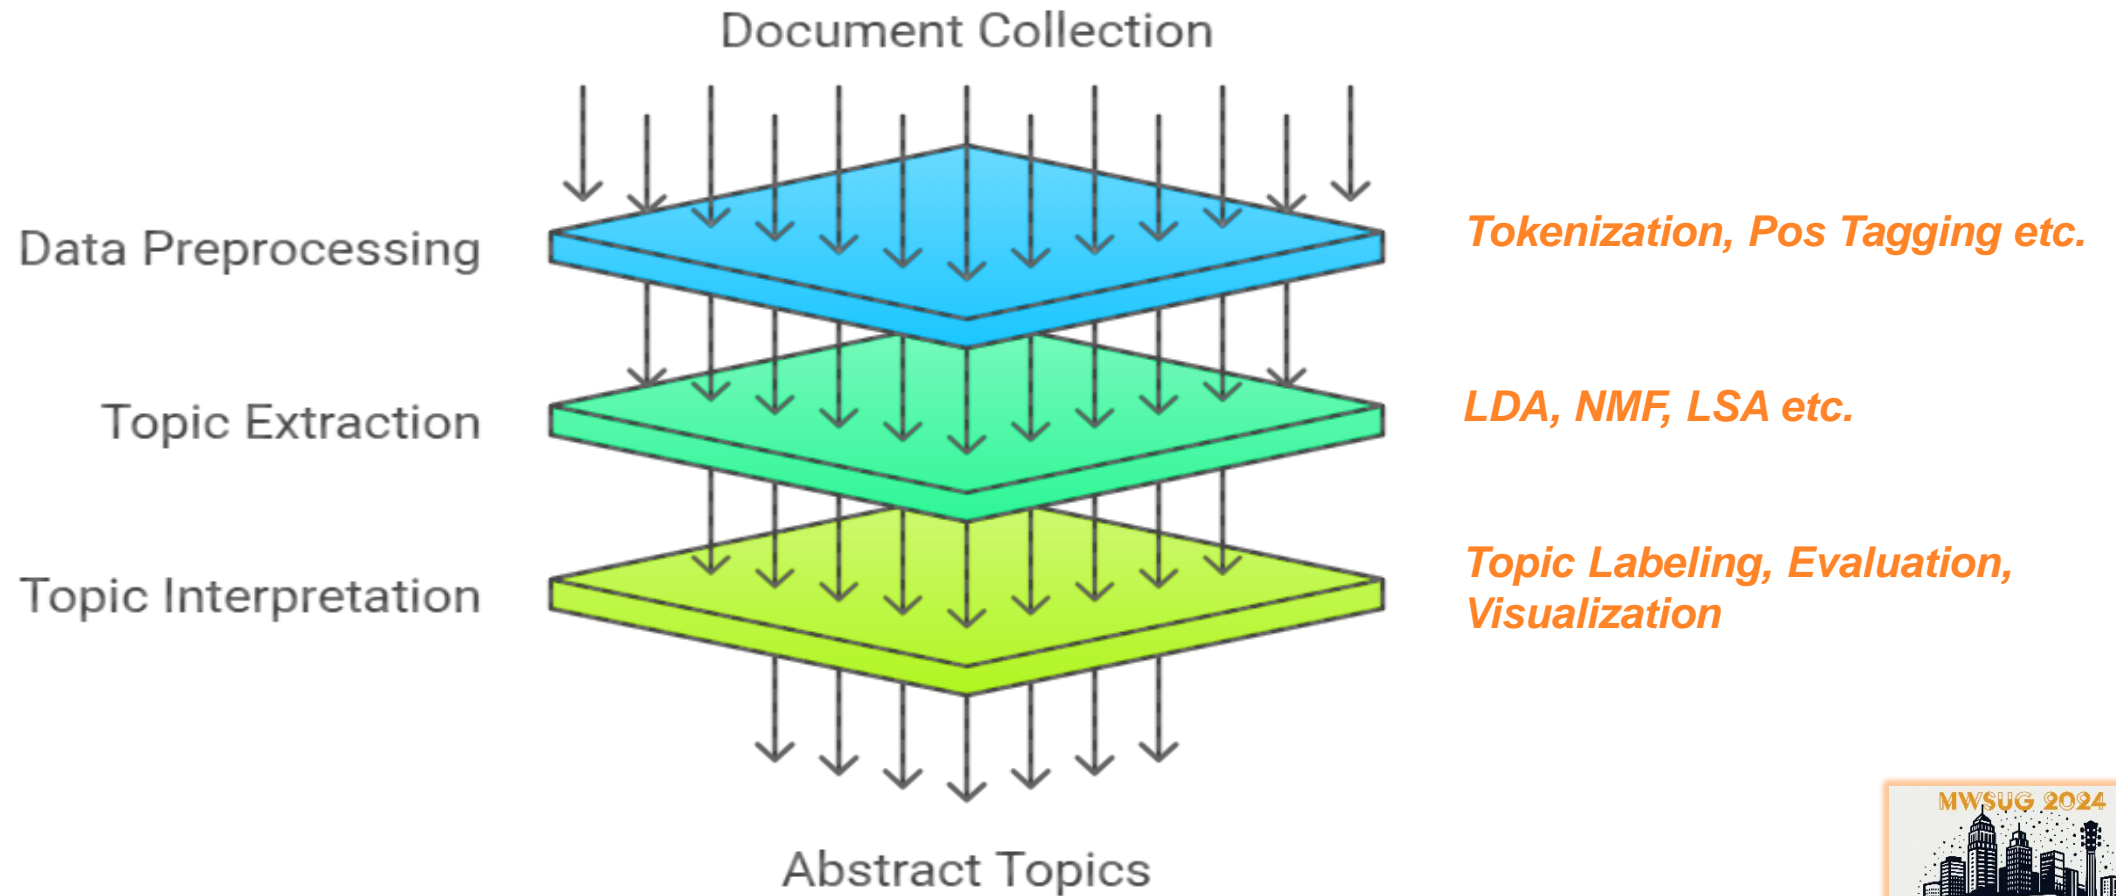 Document Collection
Data Preprocessing
Tokenization, Pos Tagging etc.
Topic Extraction
LDA, NMF, LSA etc.
Topic Interpretation
Topic Labeling, Evaluation,
Visualization
Abstract Topics
MWSUG 2024